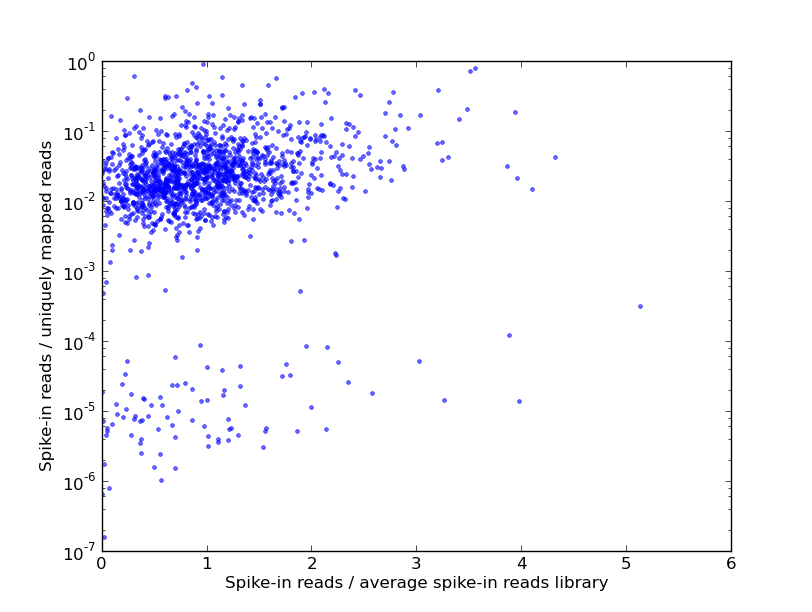 10^0
10^-1
10^-2
10^-3
10^-4
10^-5
10^-6
10^-7
Spike-in reads / uniquely mapped reads
0 1 2 3 4 5 6
Spike-in reads / average spike-in reads library